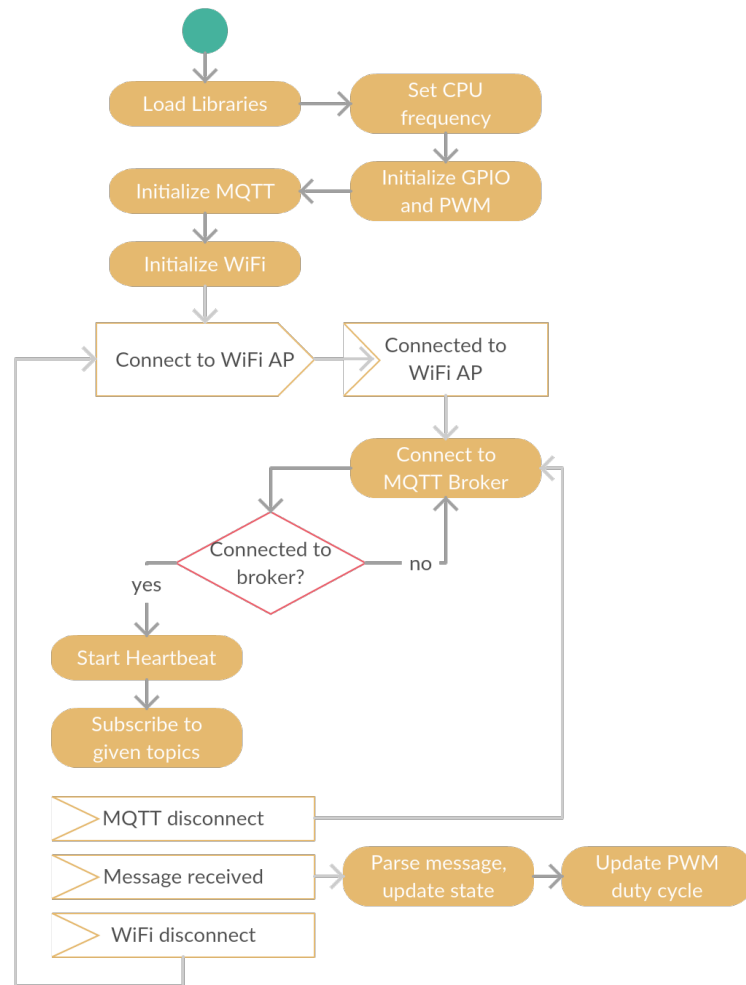 Load Libraries
Set CPU
frequency
Initialize MQTT
Initialize GPIO
and PWM
Initialize WiFi
Connect to WiFi AP
Connected to
WiFi AP
Connect to
MQTT Broker
Connected to
broker?
no
yes
Start Heartbeat
Subscribe to
given topics
MQTT disconnect
Message received
Parse message,
update state
Update PWM
duty cycle
WiFi disconnect